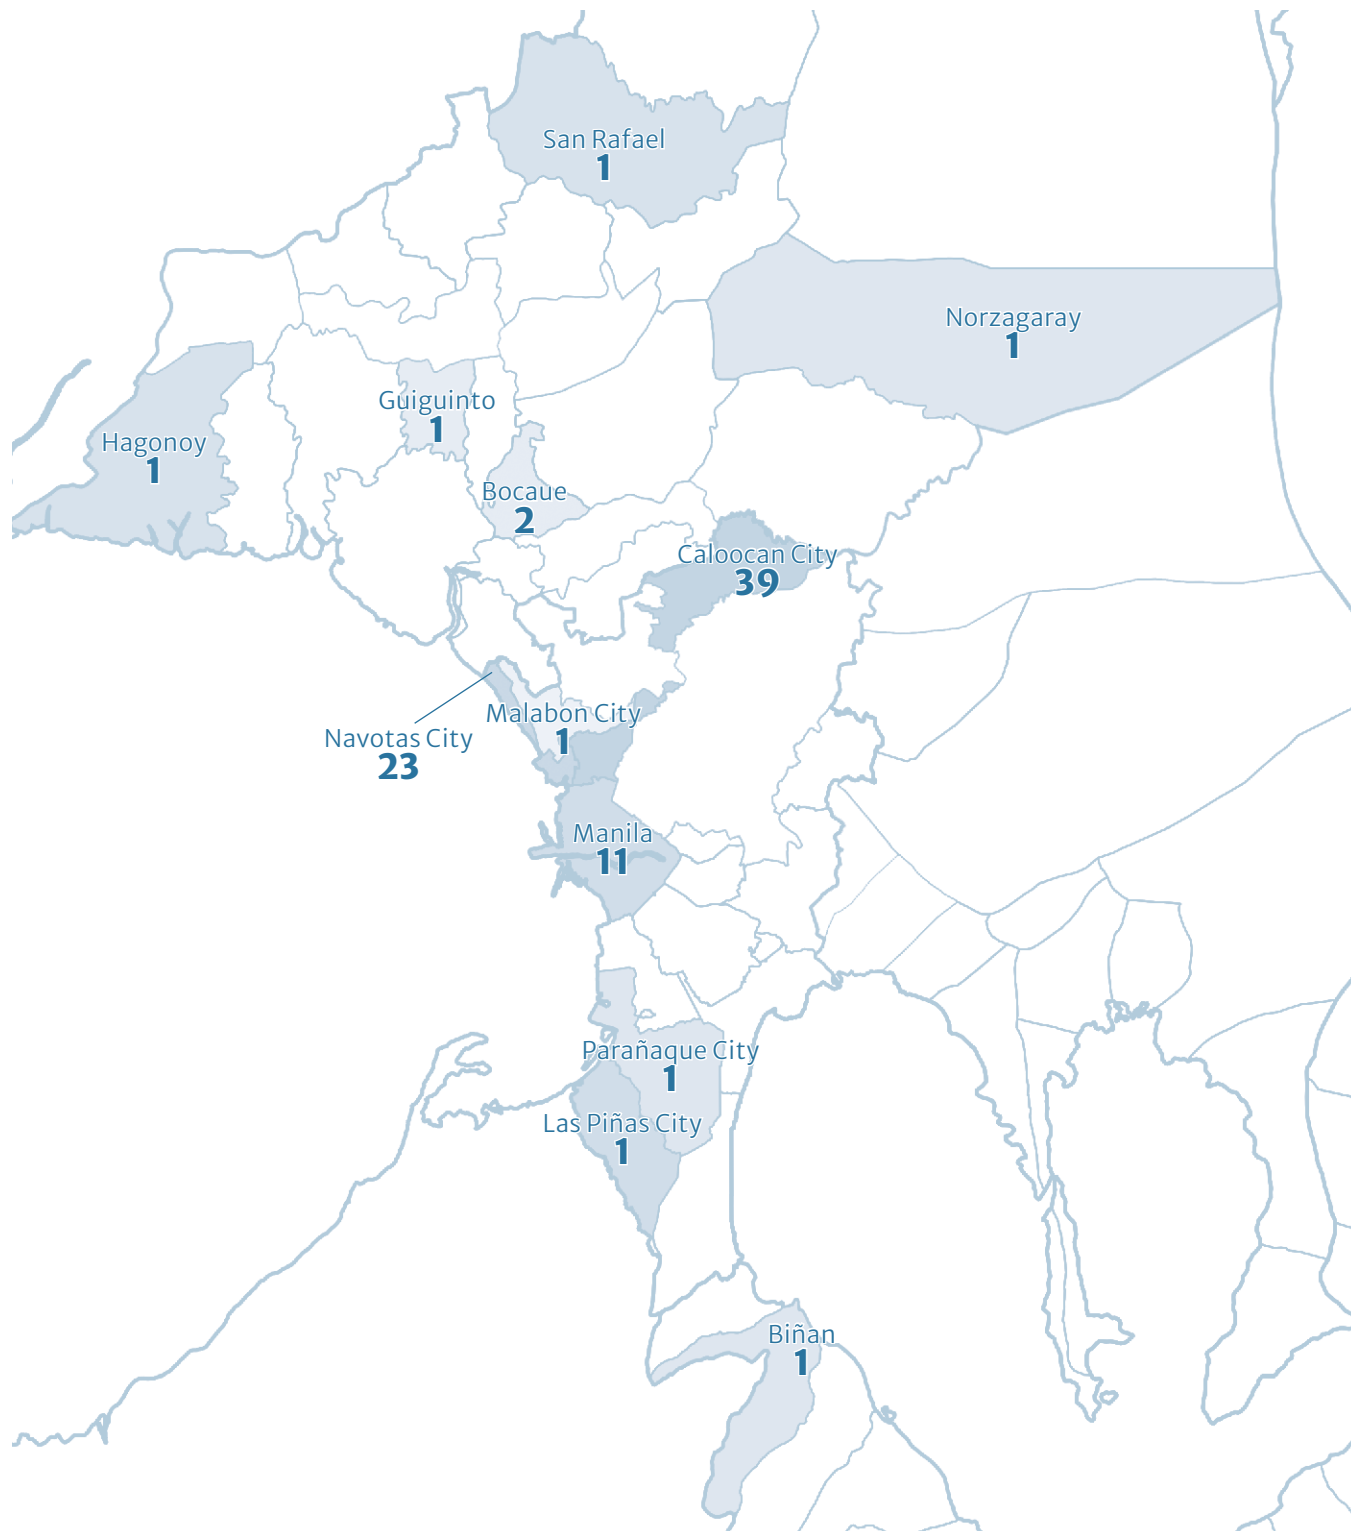 San Rafael
1
Norzagaray
1
Guiguinto
1
Hagonoy
1
Bocaue
2
Caloocan City
39
Malabon City
1
Navotas City
23
Manila
11
Parañaque City
1
Las Piñas City
1
Biñan
1